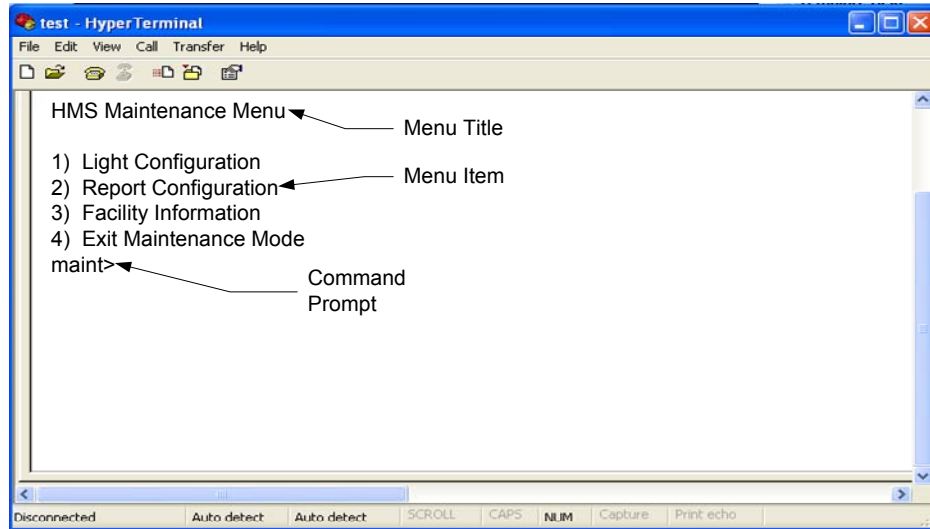 test - HyperTerminal
File Edit View Call Transfer Help
HMS Maintenance Menu
Menu Title
1) Light Configuration
2) Report Configuration
Menu Item
3) Facility Information
4) Exit Maintenance Mode
maint>
Command
Prompt
Disconnected Auto detect Auto detect SCROLL CAPS NUM Capture Print echo